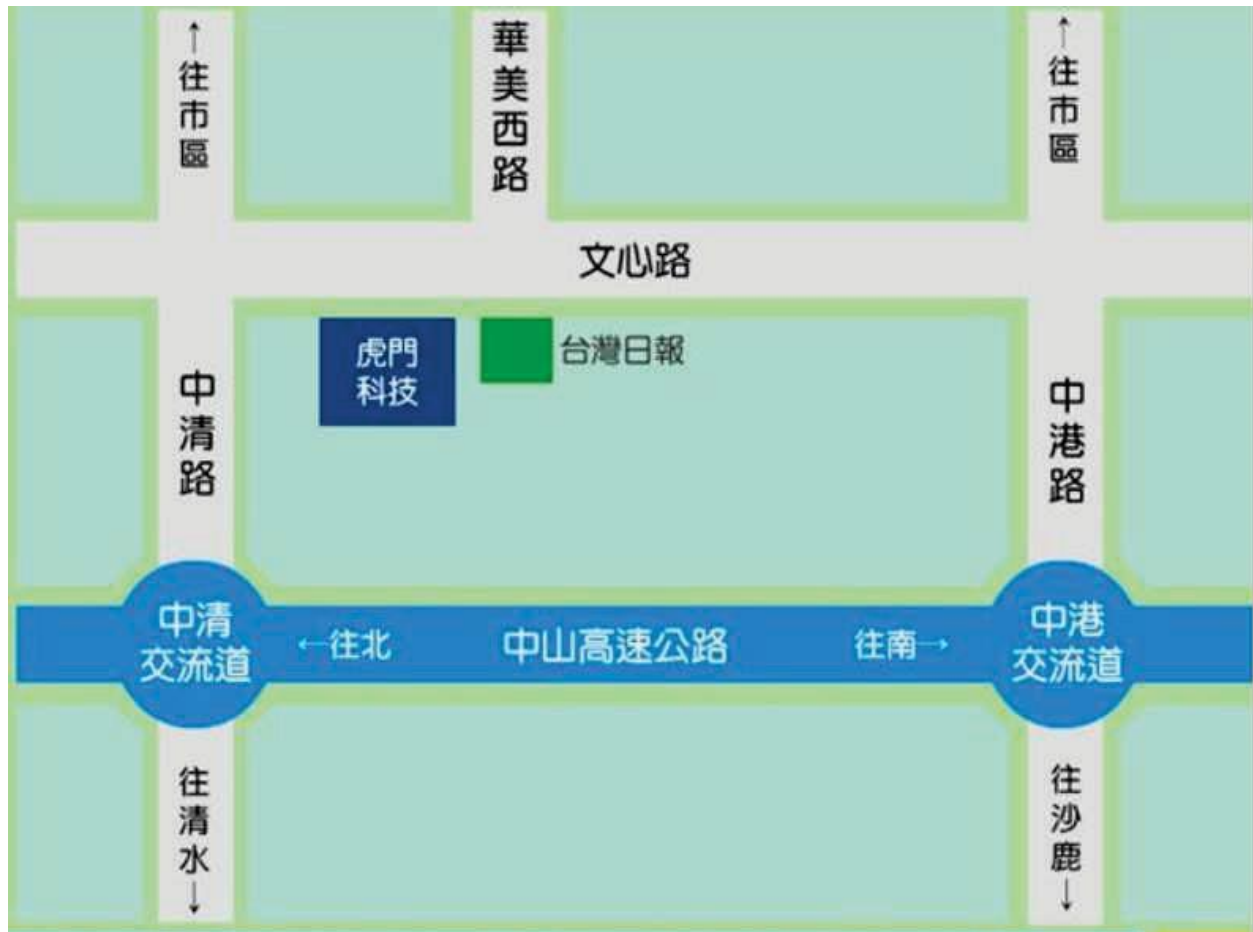 ↑往市區
華美西路
↑往市區
文心路
虎門
科技
台灣日報
中清路
中港路
中清
交流道
←往北
中山高速公路
往南→
中港
交流道
往清水↓
往沙鹿↓